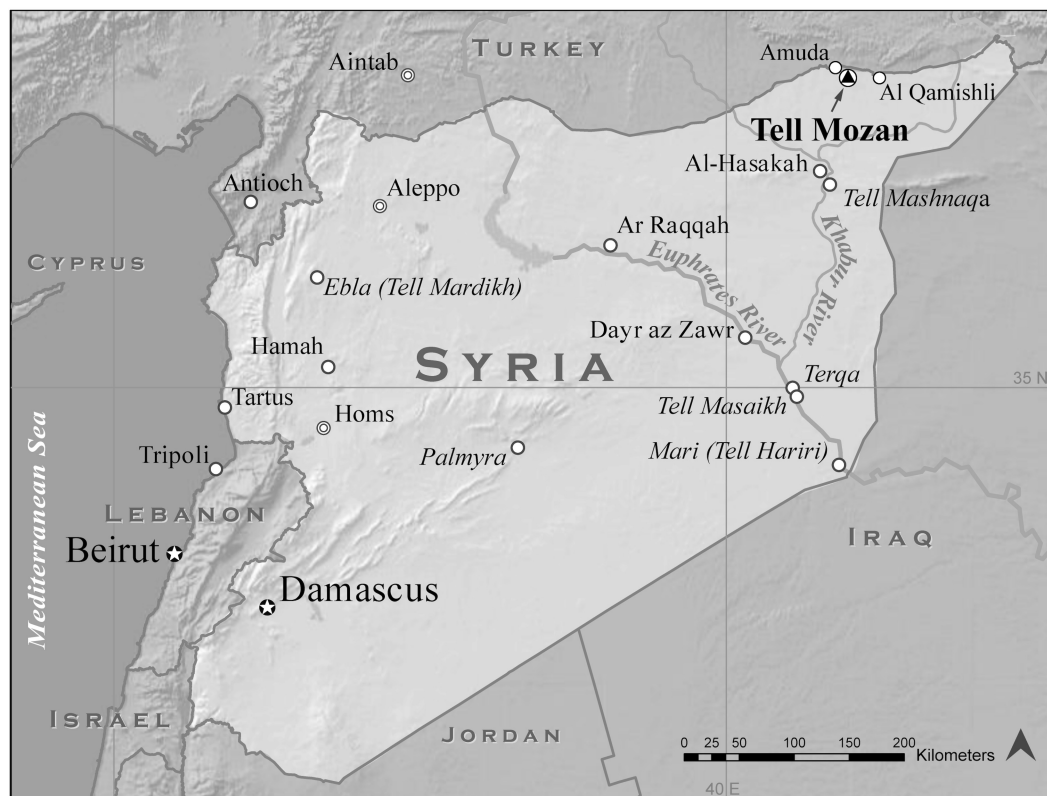 TURKEY
Amuda
Aintab
Al Qamishli
Tell Mozan
Al-Hasakah
Antioch
Aleppo
Tell Mashnaqa
Ar Raqqah
CYPRUS
Euphrates River
Khabur River
Ebla (Tell Mardikh)
Dayr az Zawr
Hamah
SYRIA
Terqa
35 N
Tartus
Tell Masaikh
Homs
Palmyra
Mari (Tell Hariri)
Tripoli
Mediterranean Sea
LEBANON
IRAQ
Beirut
Damascus
ISRAEL
JORDAN
0 25 50 100 150 200
Kilometers
40 E